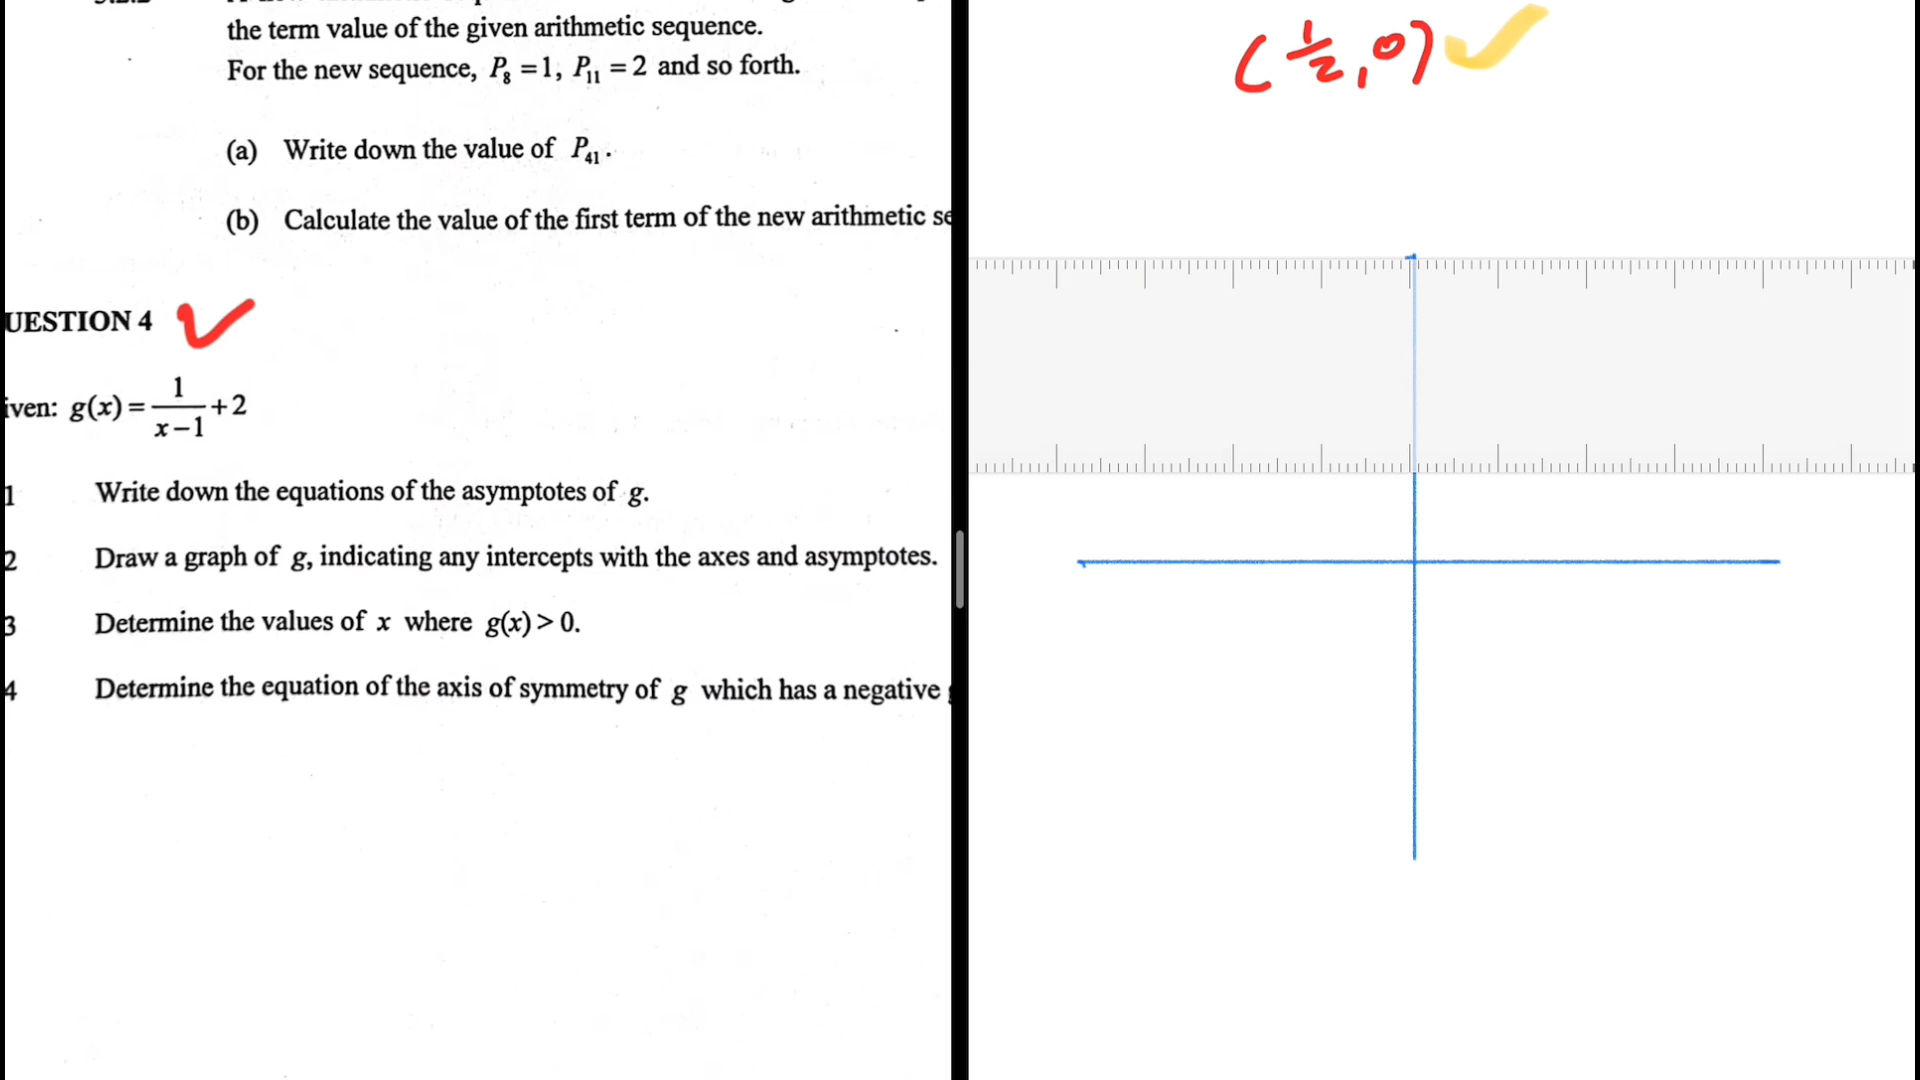 the term value of the given arithmetic sequence.
For the new sequence, P₈ = 1, P₁₁ = 2 and so forth.
(a) Write down the value of P₄₁.
(b) Calculate the value of the first term of the new arithmetic se
UESTION 4
iven: g(x) = 1/(x−1) + 2
1 Write down the equations of the asymptotes of g.
2 Draw a graph of g, indicating any intercepts with the axes and asymptotes.
3 Determine the values of x where g(x) > 0.
4 Determine the equation of the axis of symmetry of g which has a negative
(½, 0)